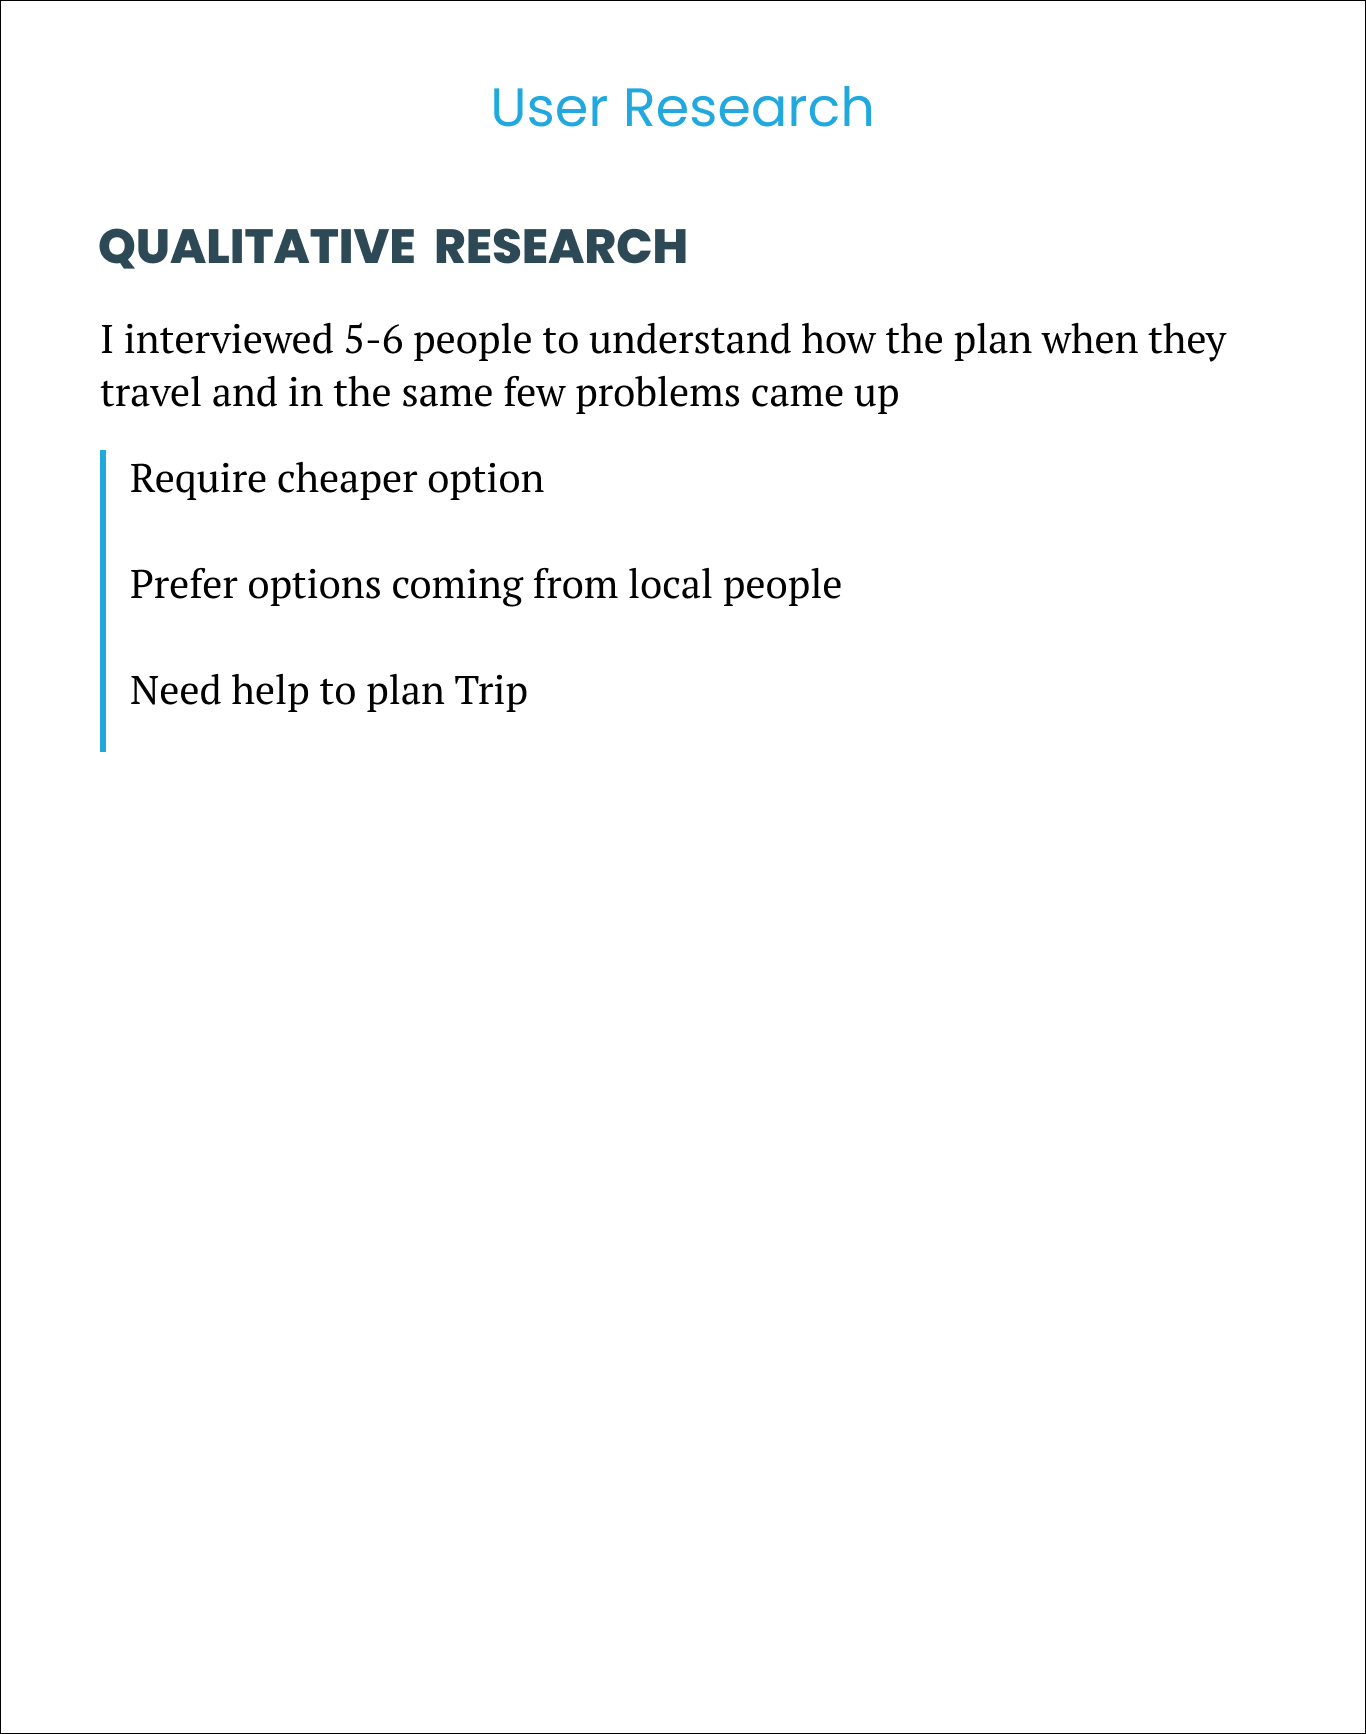 User Research
QUALITATIVE RESEARCH
I interviewed 5-6 people to understand how the plan when they
travel and in the same few problems came up
Require cheaper option
Prefer options coming from local people
Need help to plan Trip